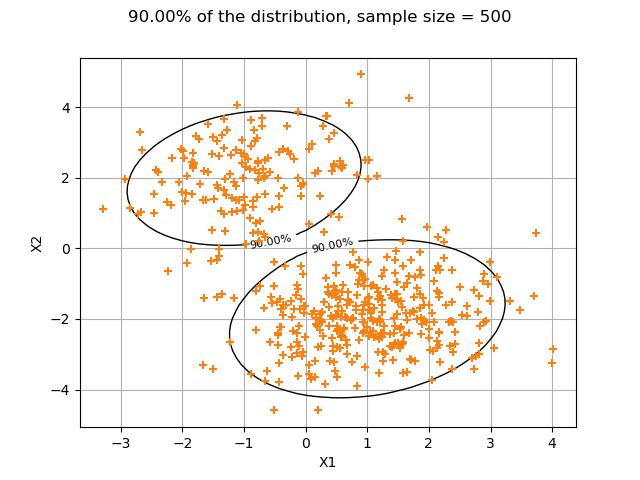 90.00% of the distribution, sample size = 500
X2
4
2
0
−2
−4
90.00%
90.00%
−3 −2 −1 0 1 2 3 4
X1